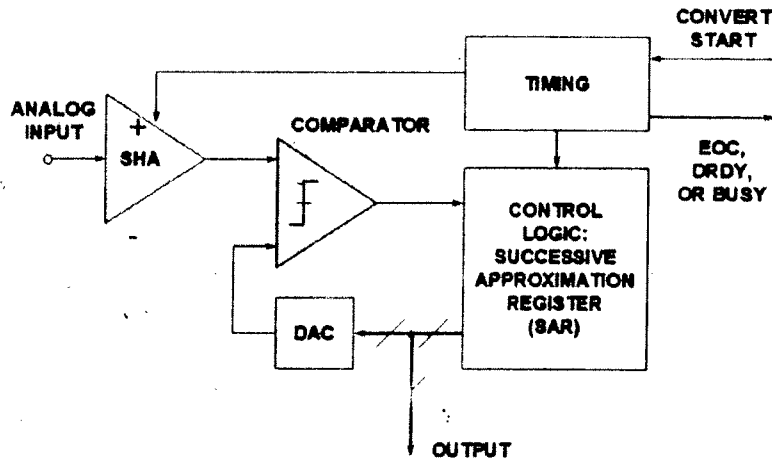 CONVERT
START
TIMING
ANALOG
INPUT
COMPARATOR
+
SHA
EOC,
DRDY,
OR BUSY
CONTROL
LOGIC:
SUCCESSIVE
APPROXIMATION
REGISTER
(SAR)
DAC
OUTPUT